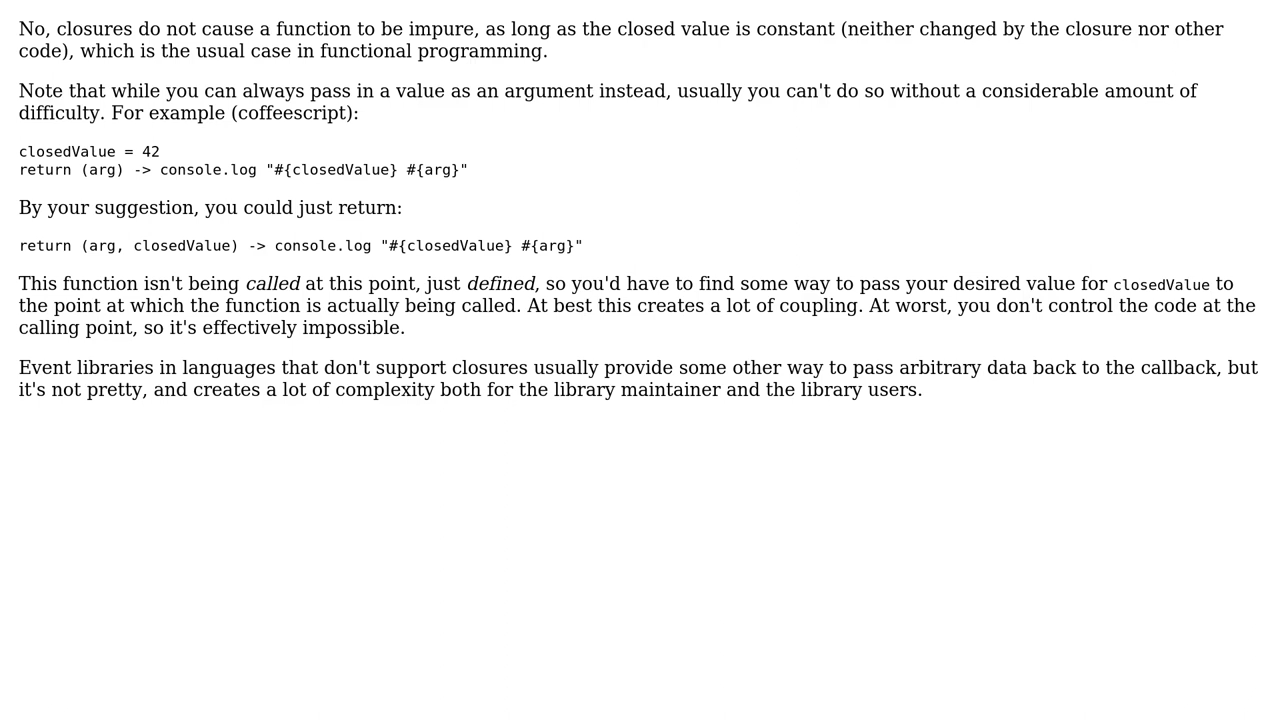 No, closures do not cause a function to be impure, as long as the closed value is constant (neither changed by the closure nor other
code), which is the usual case in functional programming.
Note that while you can always pass in a value as an argument instead, usually you can't do so without a considerable amount of
difficulty. For example (coffeescript):
closedValue = 42
return (arg) -> console.log "#{closedValue} #{arg}"
By your suggestion, you could just return:
return (arg, closedValue) -> console.log "#{closedValue} #{arg}"
This function isn't being called at this point, just defined, so you'd have to find some way to pass your desired value for closedValue to
the point at which the function is actually being called. At best this creates a lot of coupling. At worst, you don't control the code at the
calling point, so it's effectively impossible.
Event libraries in languages that don't support closures usually provide some other way to pass arbitrary data back to the callback, but
it's not pretty, and creates a lot of complexity both for the library maintainer and the library users.